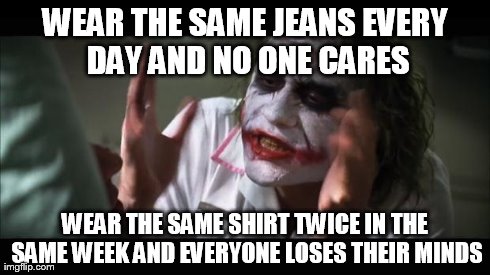 WEAR THE SAME JEANS EVERY
DAY AND NO ONE CARES
WEAR THE SAME SHIRT TWICE IN THE
SAME WEEK AND EVERYONE LOSES THEIR MINDS
imgflip.com